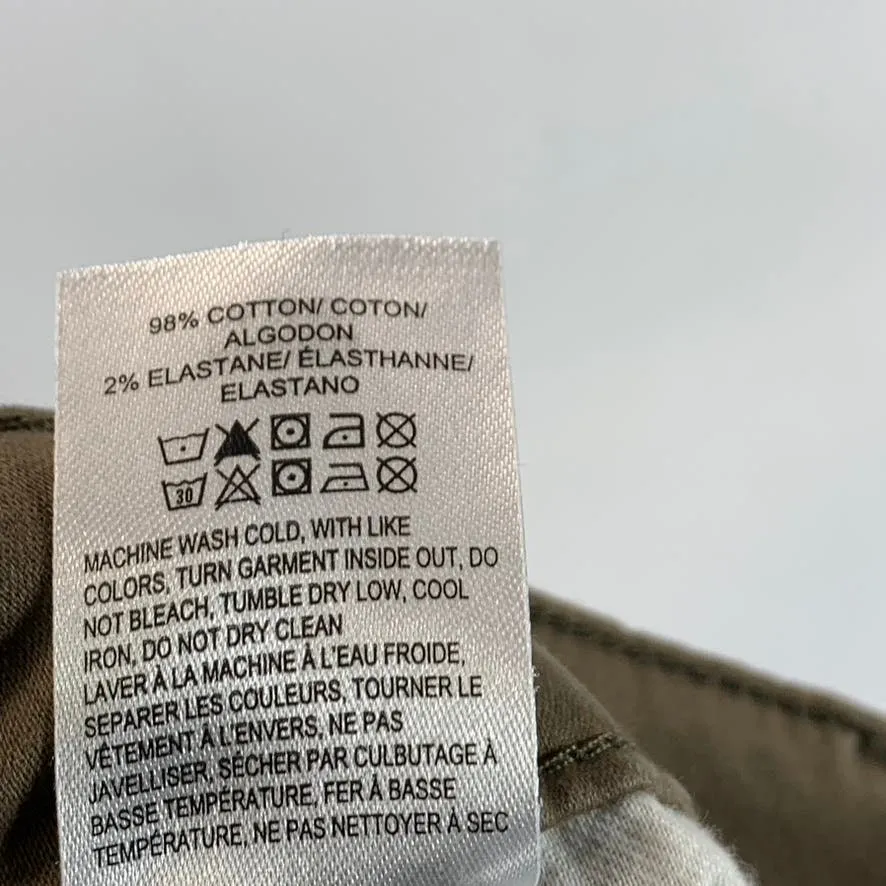 98% COTTON/ COTON/
ALGODON
2% ELASTANE/ ÉLASTHANNE/
ELASTANO
30
MACHINE WASH COLD, WITH LIKE
COLORS, TURN GARMENT INSIDE OUT, DO
NOT BLEACH, TUMBLE DRY LOW, COOL
IRON, DO NOT DRY CLEAN
LAVER À LA MACHINE À L'EAU FROIDE,
SEPARER LES COULEURS, TOURNER LE
VÊTEMENT À L'ENVERS, NE PAS
JAVELLISER, SÉCHER PAR CULBUTAGE À
BASSE TEMPÉRATURE, FER À BASSE
TEMPÉRATURE, NE PAS NETTOYER À SEC